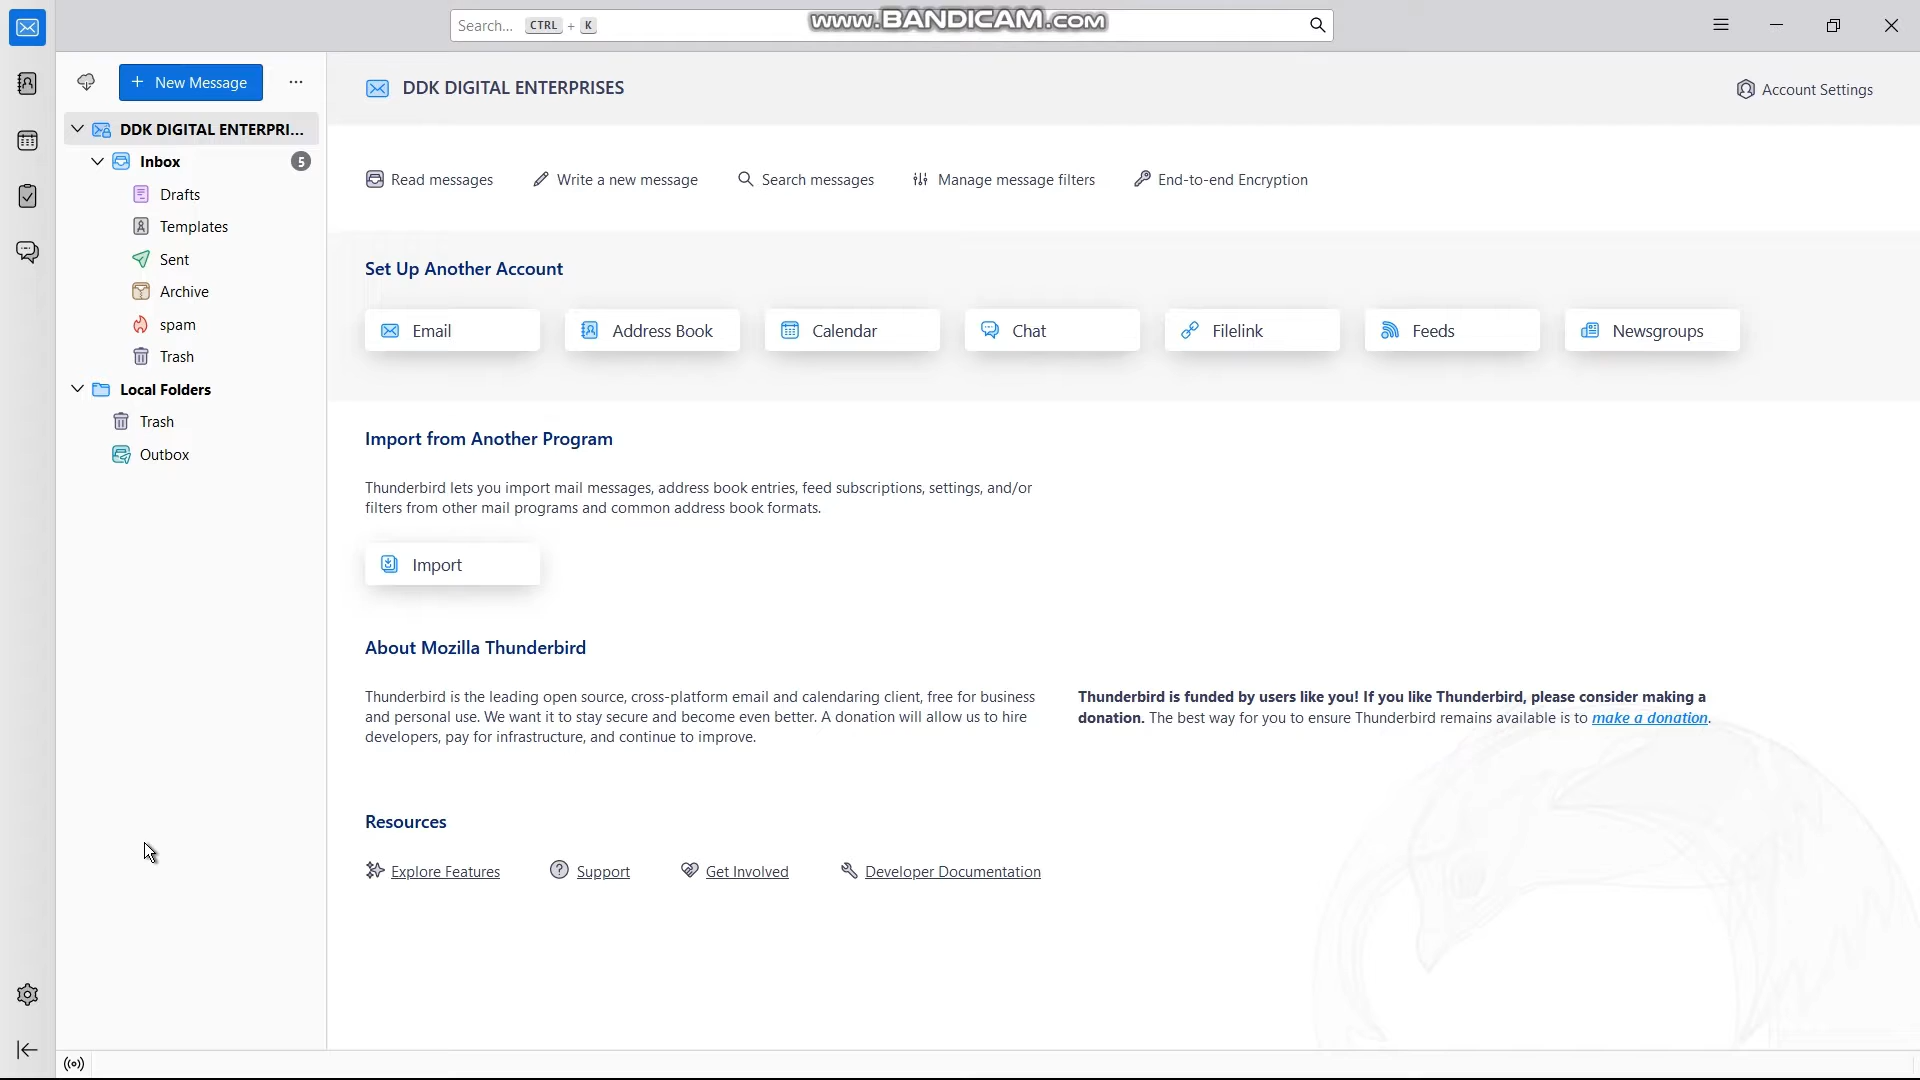 Search... CTRL + K
www.BANDICAM.com
New Message
DDK DIGITAL ENTERPRI...
Inbox 5
Drafts
Templates
Sent
Archive
spam
Trash
Local Folders
Trash
Outbox
DDK DIGITAL ENTERPRISES
Account Settings
Read messages Write a new message Search messages Manage message filters End-to-end Encryption
Set Up Another Account
Email Address Book Calendar Chat Filelink Feeds Newsgroups
Import from Another Program
Thunderbird lets you import mail messages, address book entries, feed subscriptions, settings, and/or
filters from other mail programs and common address book formats.
Import
About Mozilla Thunderbird
Thunderbird is the leading open source, cross-platform email and calendaring client, free for business
and personal use. We want it to stay secure and become even better. A donation will allow us to hire
developers, pay for infrastructure, and continue to improve.
Thunderbird is funded by users like you! If you like Thunderbird, please consider making a
donation. The best way for you to ensure Thunderbird remains available is to make a donation.
Resources
Explore Features Support Get Involved Developer Documentation